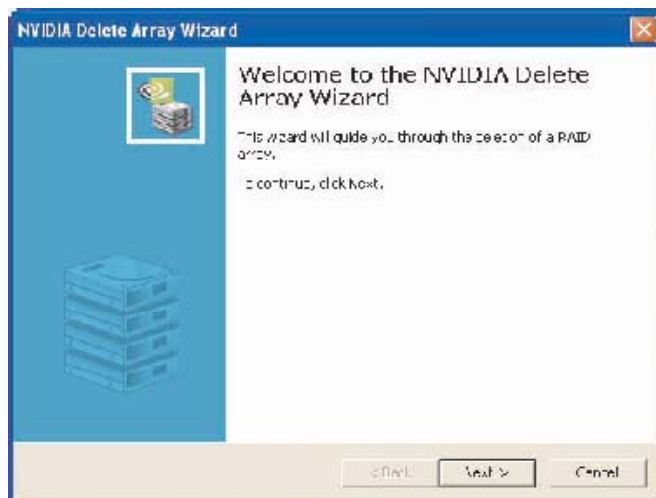 NVIDIA Delete Array Wizard
Welcome to the NVIDIA Delete
Array Wizard
This wizard will guide you through the deletion of a RAID
array.
To continue, click Next.
< Back
Next >
Cancel